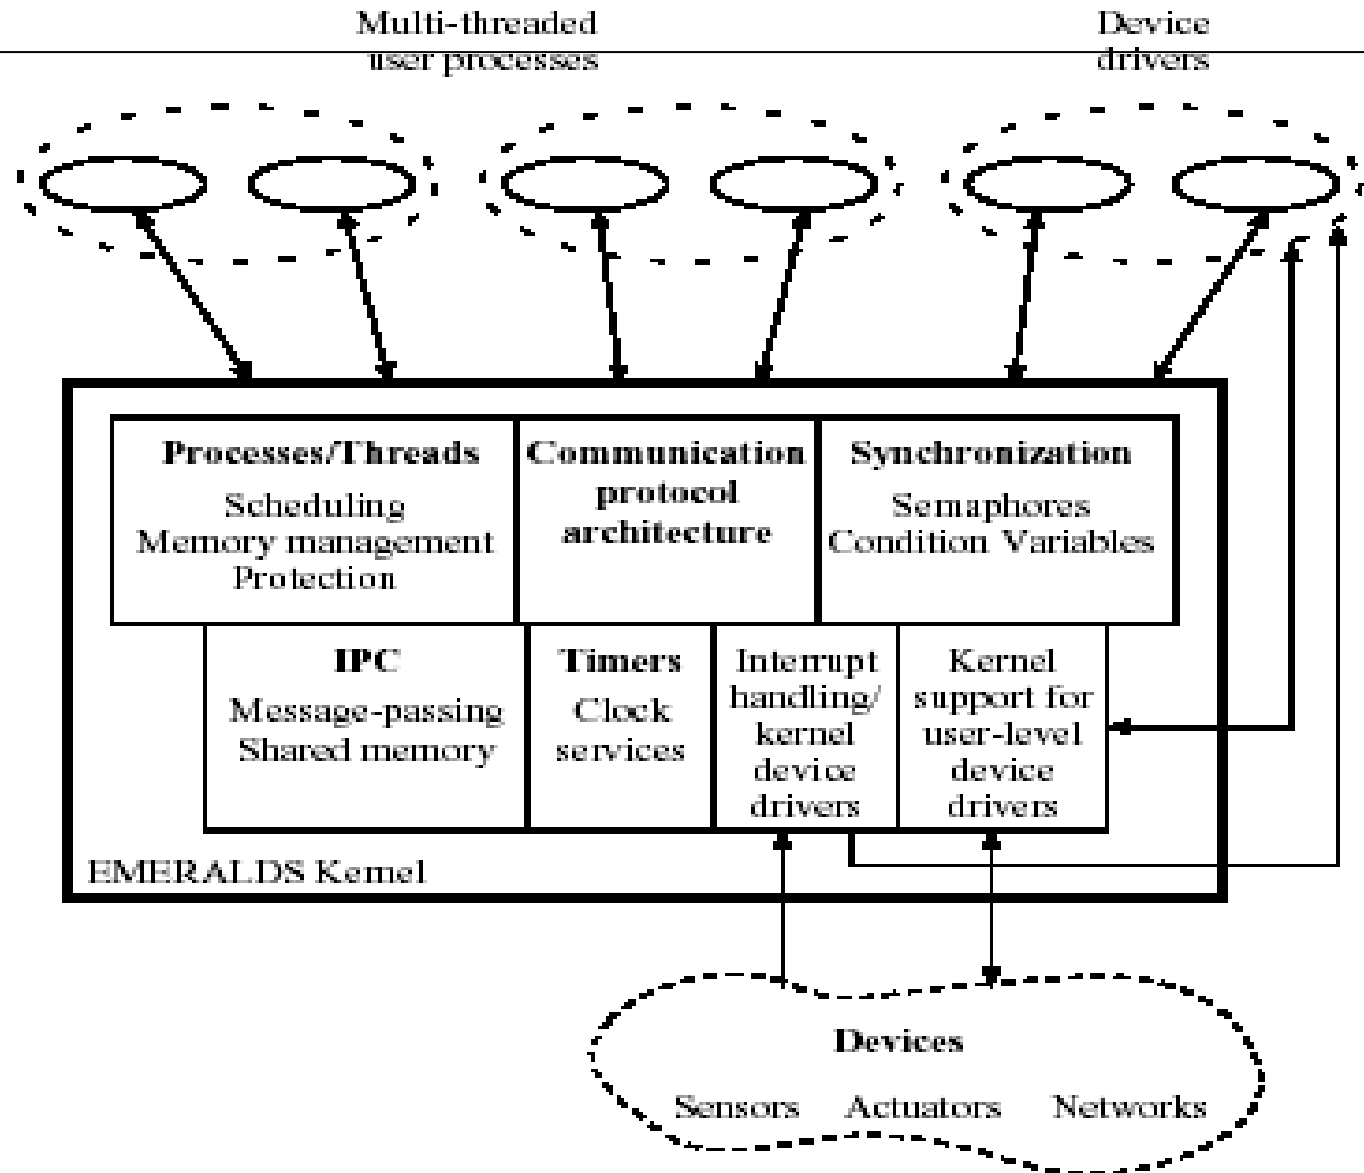 Multi-threaded
user processes
Device
drivers
Processes/Threads
Scheduling
Memory management
Protection
Communication
protocol
architecture
Synchronization
Semaphores
Condition Variables
IPC
Message-passing
Shared memory
Timers
Clock
services
Interrupt
handling/
kernel
device
drivers
Kernel
support for
user-level
device
drivers
EMERALDS Kernel
Devices
Sensors Actuators Networks